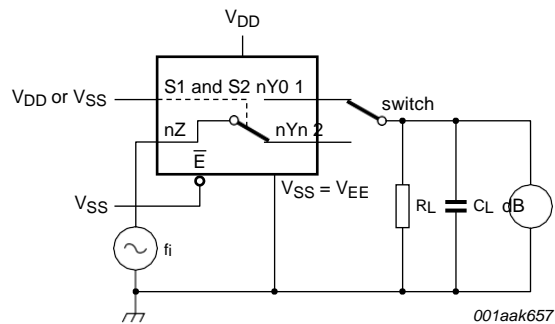 VDD
VDD or VSS
S1 and S2 nY0 1
switch
nZ
nYn 2
E
VSS
VSS = VEE
RL
CL
dB
fi
001aak657